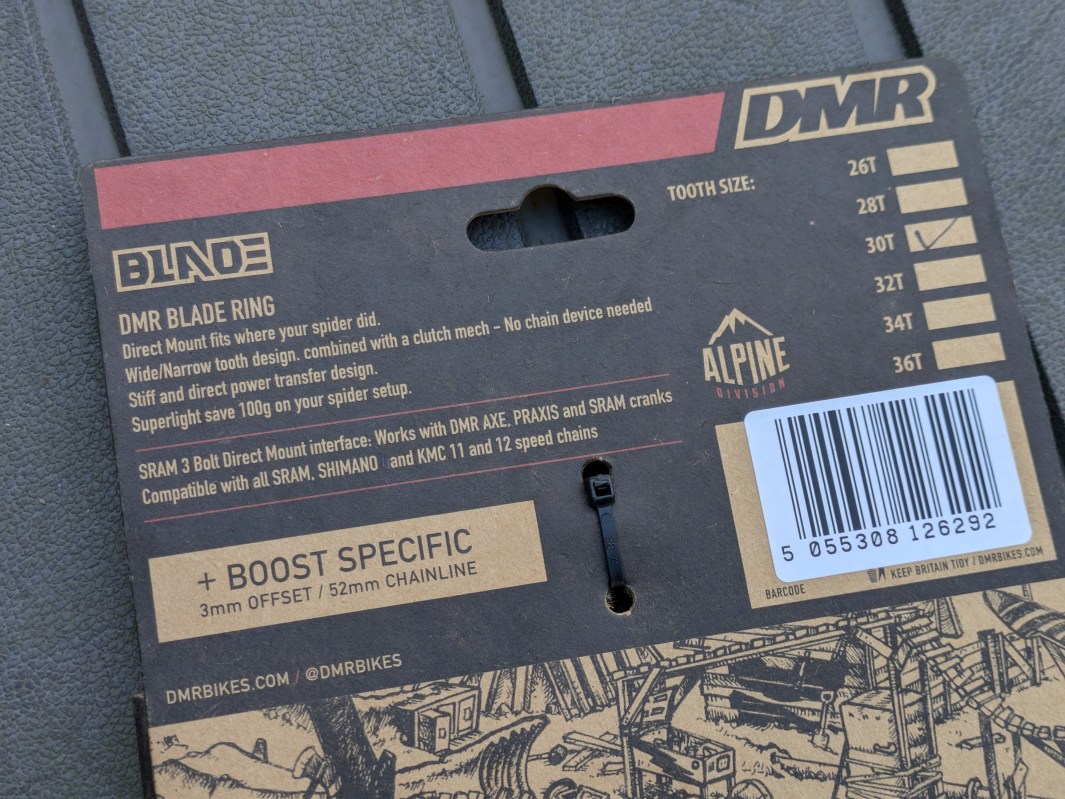 DMR
TOOTH SIZE:
26T
28T
30T
32T
34T
36T
BLADE
DMR BLADE RING
Direct Mount fits where your spider did.
Wide/Narrow tooth design. combined with a clutch mech - No chain device needed
Stiff and direct power transfer design.
Superlight save 100g on your spider setup.
SRAM 3 Bolt Direct Mount interface: Works with DMR AXE, PRAXIS and SRAM cranks
Compatible with all SRAM, SHIMANO and KMC 11 and 12 speed chains
ALPINE
DIVISION
+ BOOST SPECIFIC
3mm OFFSET / 52mm CHAINLINE
5 055308 126292
KEEP BRITAIN TIDY / DMRBIKES.COM
BARCODE
DMRBIKES.COM / @DMRBIKES